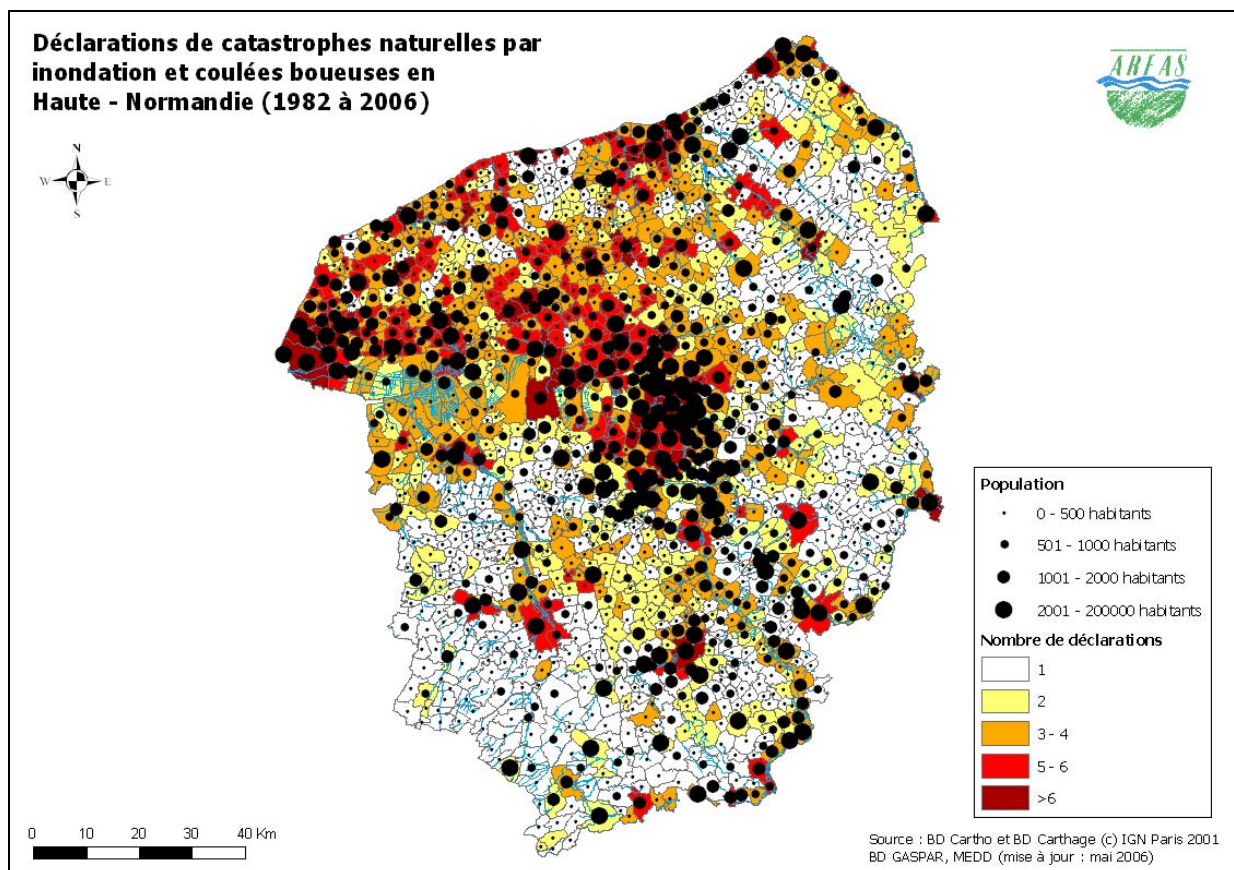 Déclarations de catastrophes naturelles par
inondation et coulées boueuses en
Haute - Normandie (1982 à 2006)
AREAS
N
W E
S
Population
0 - 500 habitants
501 - 1000 habitants
1001 - 2000 habitants
2001 - 200000 habitants
Nombre de déclarations
1
2
3 - 4
5 - 6
>6
0 10 20 40 Km
Source : BD Cartho et BD Carthage (c) IGN Paris 2001
BD GASPAR, MEDD (mise à jour : mai 2006)